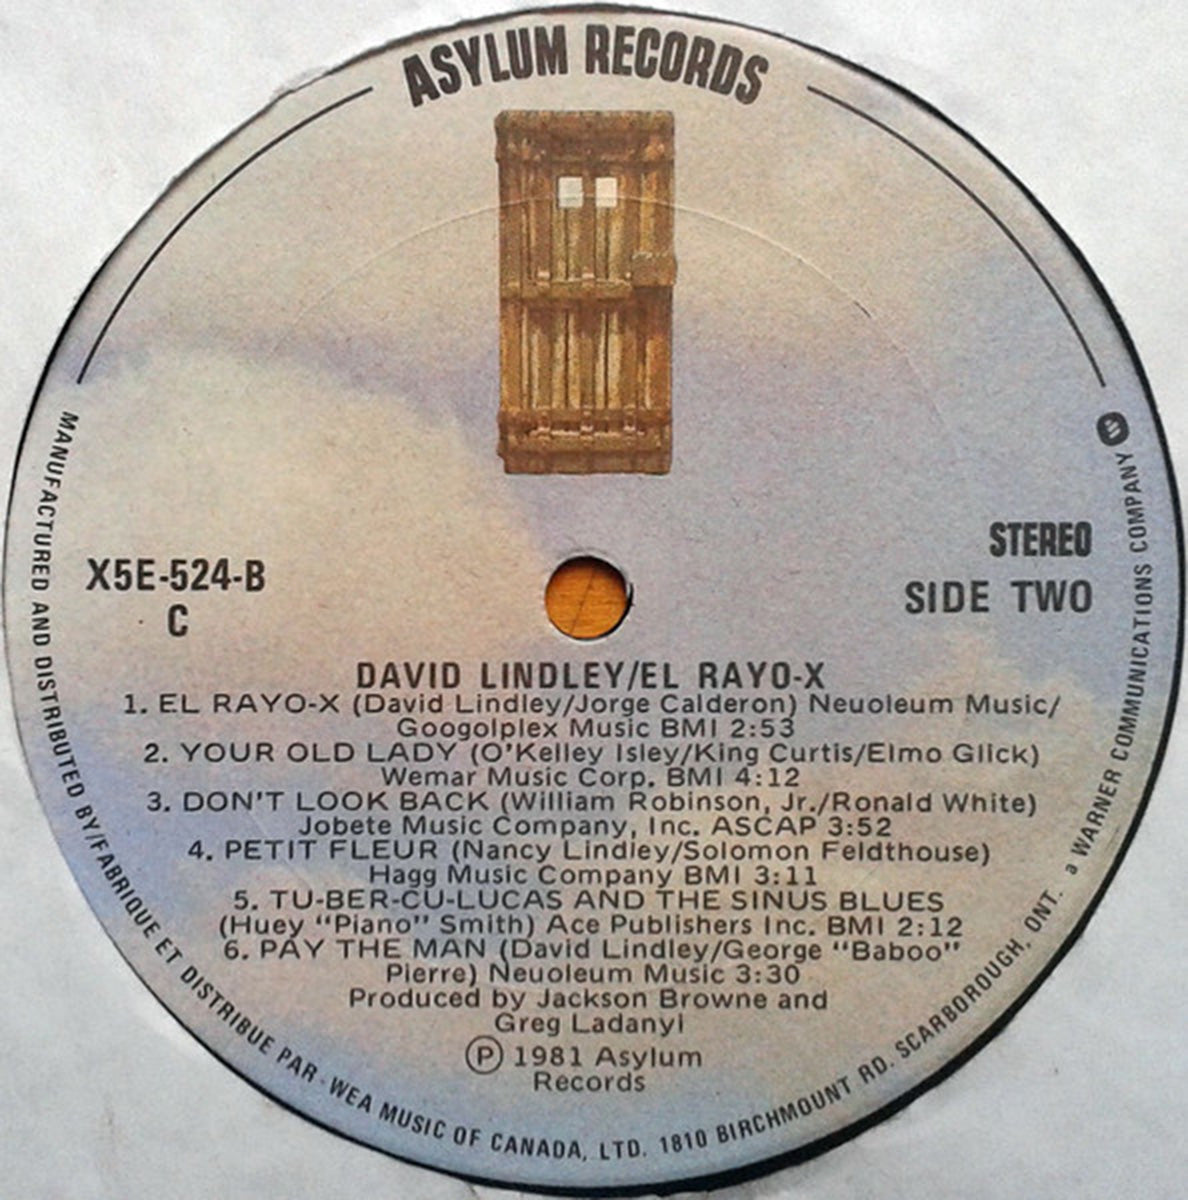 ASYLUM RECORDS
STEREO
X5E-524-B
SIDE TWO
C
DAVID LINDLEY/EL RAYO-X
1. EL RAYO-X (David Lindley/Jorge Calderon) Neuoleum Music/
Googolplex Music BMI 2:53
2. YOUR OLD LADY (O'Kelley Isley/King Curtis/Elmo Glick)
Wemar Music Corp. BMI 4:12
3. DON'T LOOK BACK (William Robinson, Jr./Ronald White)
Jobete Music Company, Inc. ASCAP 3:52
4. PETIT FLEUR (Nancy Lindley/Solomon Feldthouse)
Hagg Music Company BMI 3:11
5. TU-BER-CU-LUCAS AND THE SINUS BLUES
(Huey "Piano" Smith) Ace Publishers Inc. BMI 2:12
6. PAY THE MAN (David Lindley/George "Baboo"
Pierre) Neuoleum Music 3:30
Produced by Jackson Browne and
Greg Ladanyi
Ⓟ 1981 Asylum
Records
MANUFACTURED AND DISTRIBUTED BY/FABRIQUE ET DISTRIBUE PAR · WEA MUSIC OF CANADA, LTD. 1810 BIRCHMOUNT RD. SCARBOROUGH, ONT. a WARNER COMMUNICATIONS COMPANY